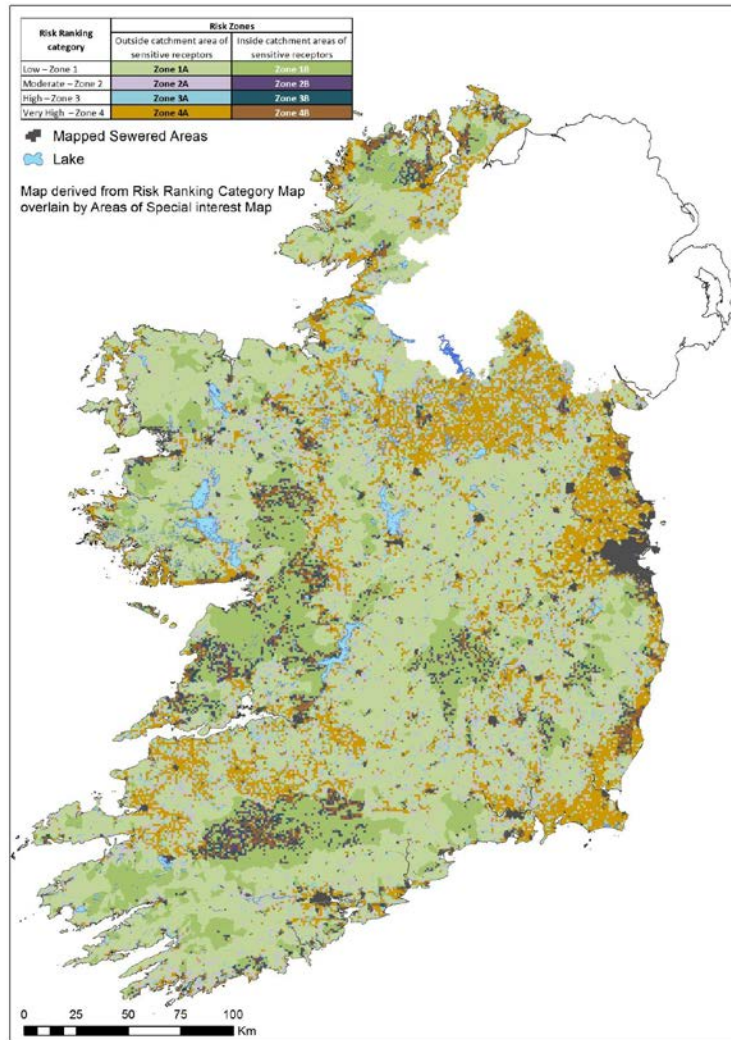 Risk Ranking category
Risk Zones
Outside catchment area of sensitive receptors
Inside catchment areas of sensitive receptors
Low – Zone 1 Zone 1A Zone 1B
Moderate – Zone 2 Zone 2A Zone 2B
High – Zone 3 Zone 3A Zone 3B
Very High – Zone 4 Zone 4A Zone 4B
Mapped Sewered Areas
Lake
Map derived from Risk Ranking Category Map
overlain by Areas of Special interest Map
0 25 50 75 100
Km